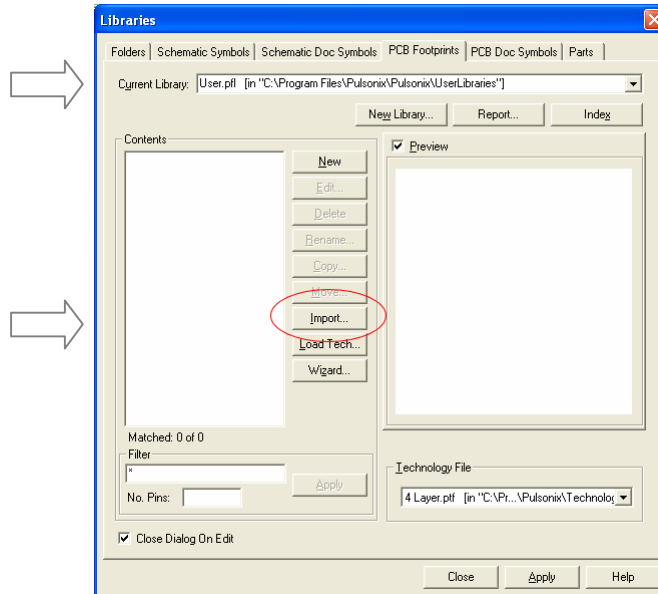 Libraries
Folders Schematic Symbols Schematic Doc Symbols PCB Footprints PCB Doc Symbols Parts
Current Library: User.pfl [in "C:\Program Files\Pulsonix\Pulsonix\UserLibraries"]
New Library... Report... Index
Contents
Preview
New
Edit...
Delete
Rename...
Copy...
Move...
Import...
Load Tech...
Wizard...
Matched: 0 of 0
Filter
*
Apply
No. Pins:
Technology File
4 Layer.ptf [in "C:\Pr...\Pulsonix\Technolog
Close Dialog On Edit
Close Apply Help